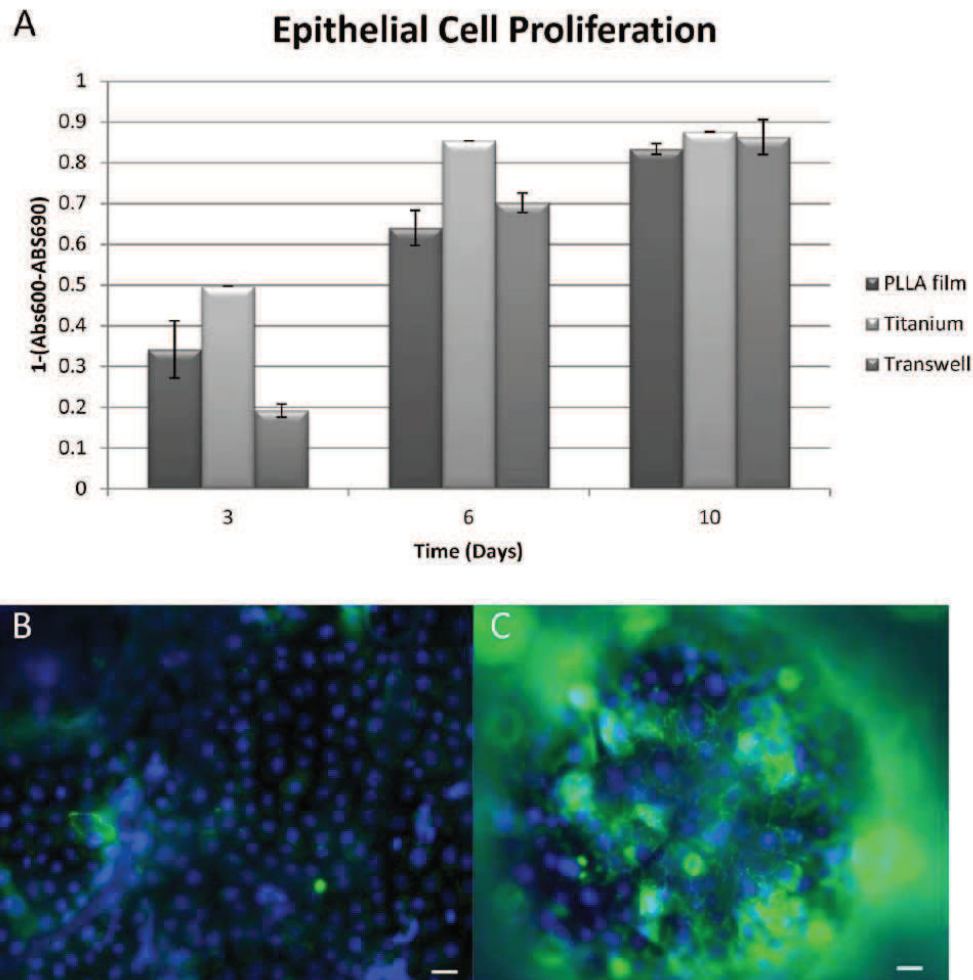 A
Epithelial Cell Proliferation
1
0.9
0.8
0.7
0.6
0.5
0.4
0.3
0.2
0.1
0
1-(Abs600-ABS690)
3 6 10
Time (Days)
PLLA film
Titanium
Transwell
B C